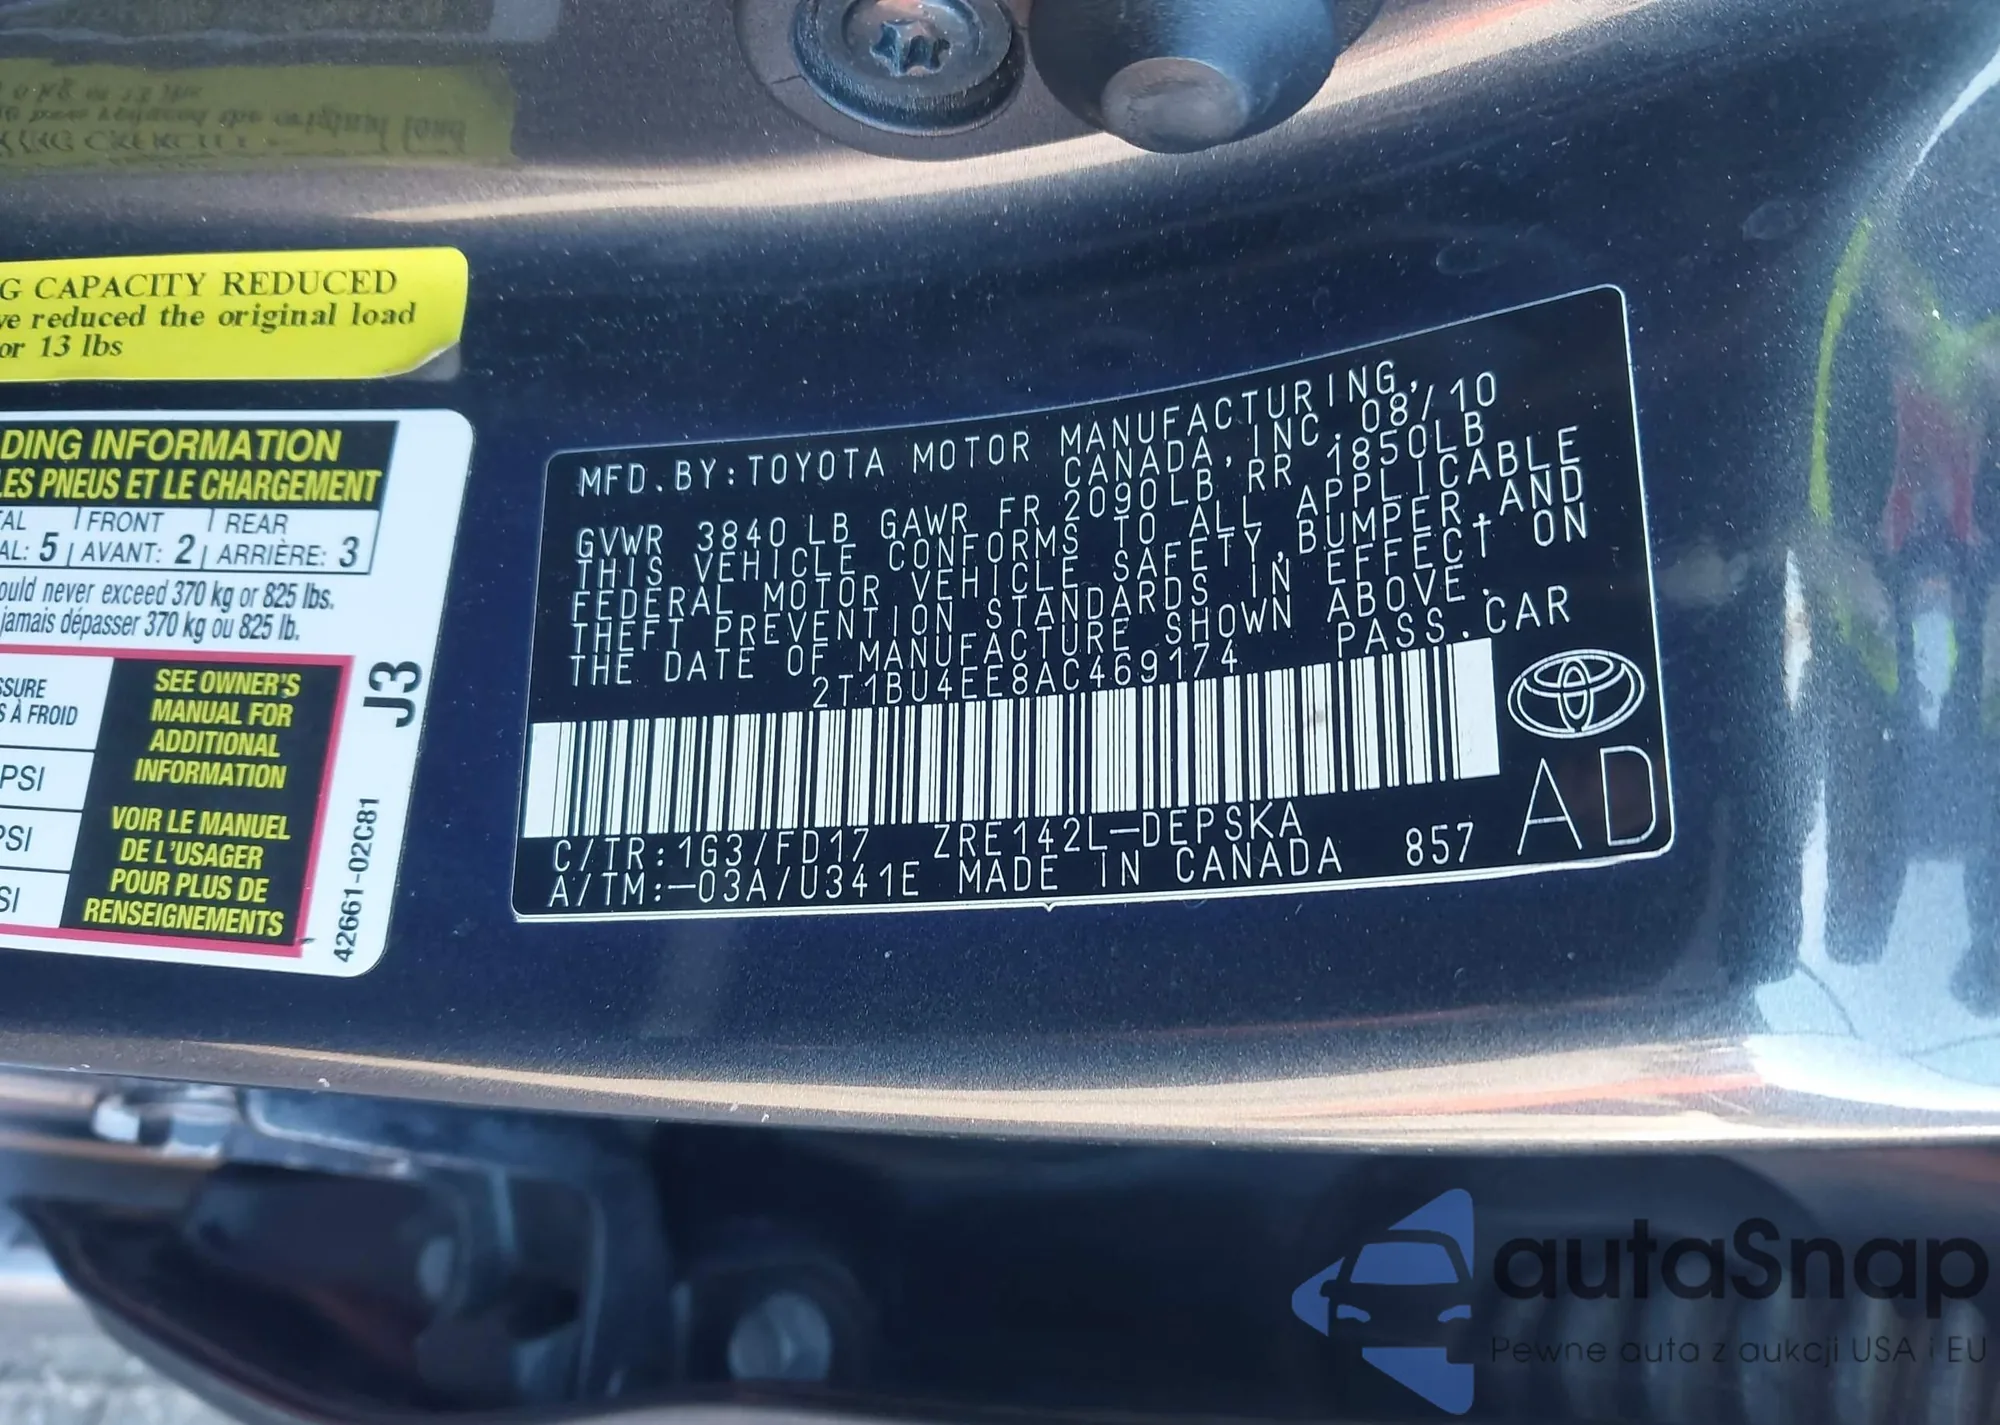 G CAPACITY REDUCED
ve reduced the original load
or 13 lbs
DING INFORMATION
LES PNEUS ET LE CHARGEMENT
TAL | FRONT | REAR
AL: 5 | AVANT: 2 | ARRIÈRE: 3
ould never exceed 370 kg or 825 lbs.
jamais dépasser 370 kg ou 825 lb.
SSURE
S À FROID
PSI
PSI
SI
SEE OWNER'S
MANUAL FOR
ADDITIONAL
INFORMATION
VOIR LE MANUEL
DE L'USAGER
POUR PLUS DE
RENSEIGNEMENTS
J3
42661-02C81
MFD.BY:TOYOTA MOTOR MANUFACTURING,
CANADA, INC. 08/10
GVWR 3840 LB GAWR FR 2090LB RR 1850LB
THIS VEHICLE CONFORMS TO ALL APPLICABLE
FEDERAL MOTOR VEHICLE SAFETY, BUMPER, AND
THEFT PREVENTION STANDARDS IN EFFECT ON
THE DATE OF MANUFACTURE SHOWN ABOVE.
2T1BU4EE8AC469174 PASS.CAR
C/TR:1G3/FD17 ZRE142L-DEPSKA
A/TM:-03A/U341E MADE IN CANADA 857
AD
autaSnap
Pewne auta z aukcji USA i EU